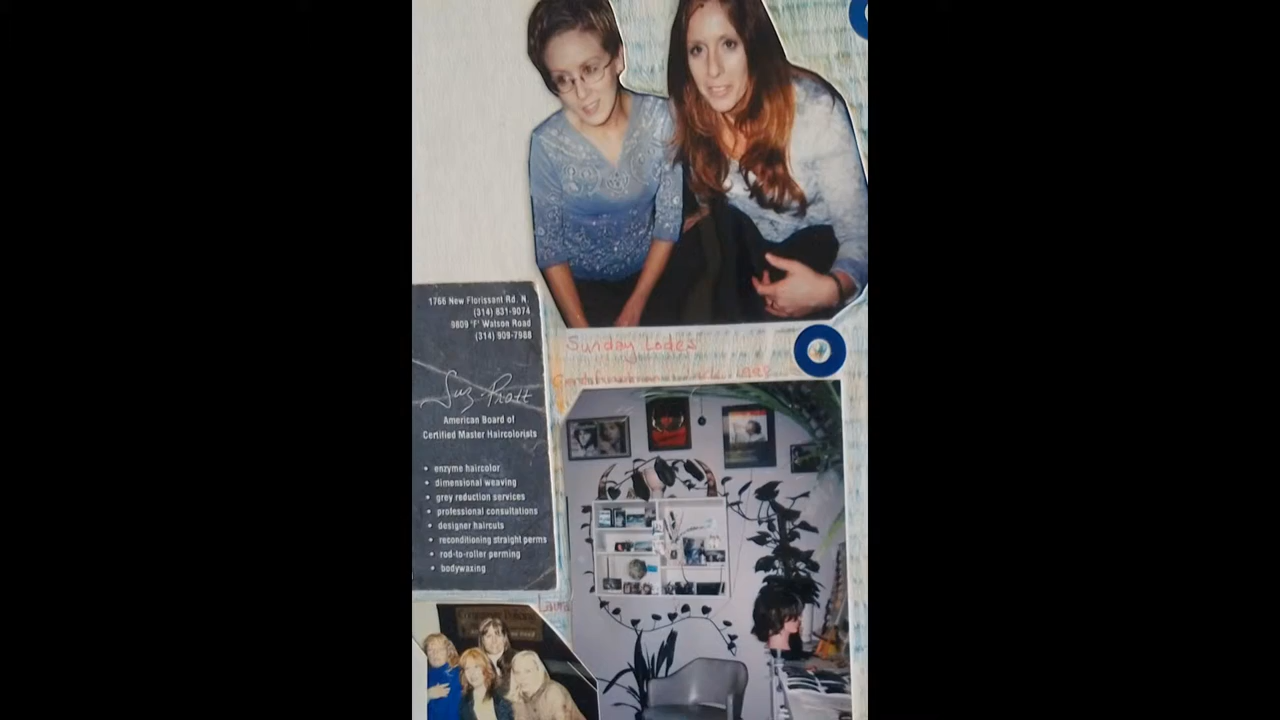 1766 New Florissant Rd. N.
(314) 831-9074
9809 'F' Watson Road
(314) 909-7988
Suz Pratt
American Board of
Certified Master Haircolorists
• enzyme haircolor
• dimensional weaving
• grey reduction services
• professional consultations
• designer haircuts
• reconditioning straight perms
• rod-to-roller perming
• bodywaxing
Sunday Lodes
Laura